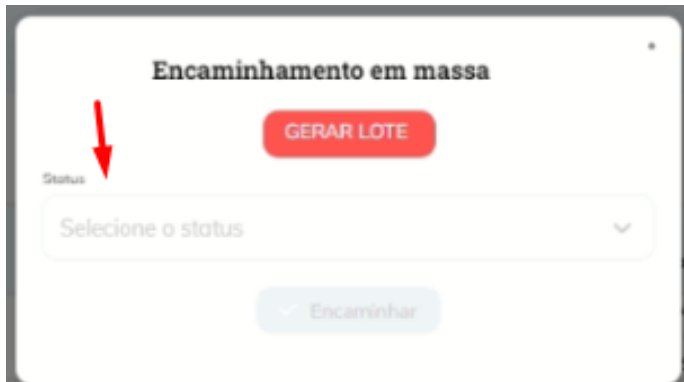 Encaminhamento em massa
GERAR LOTE
Status
Selecione o status
Encaminhar